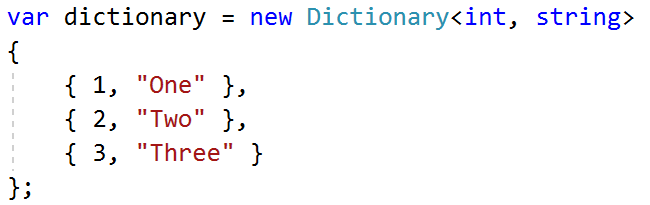 var dictionary = new Dictionary<int, string>
{
    { 1, "One" },
    { 2, "Two" },
    { 3, "Three" }
};